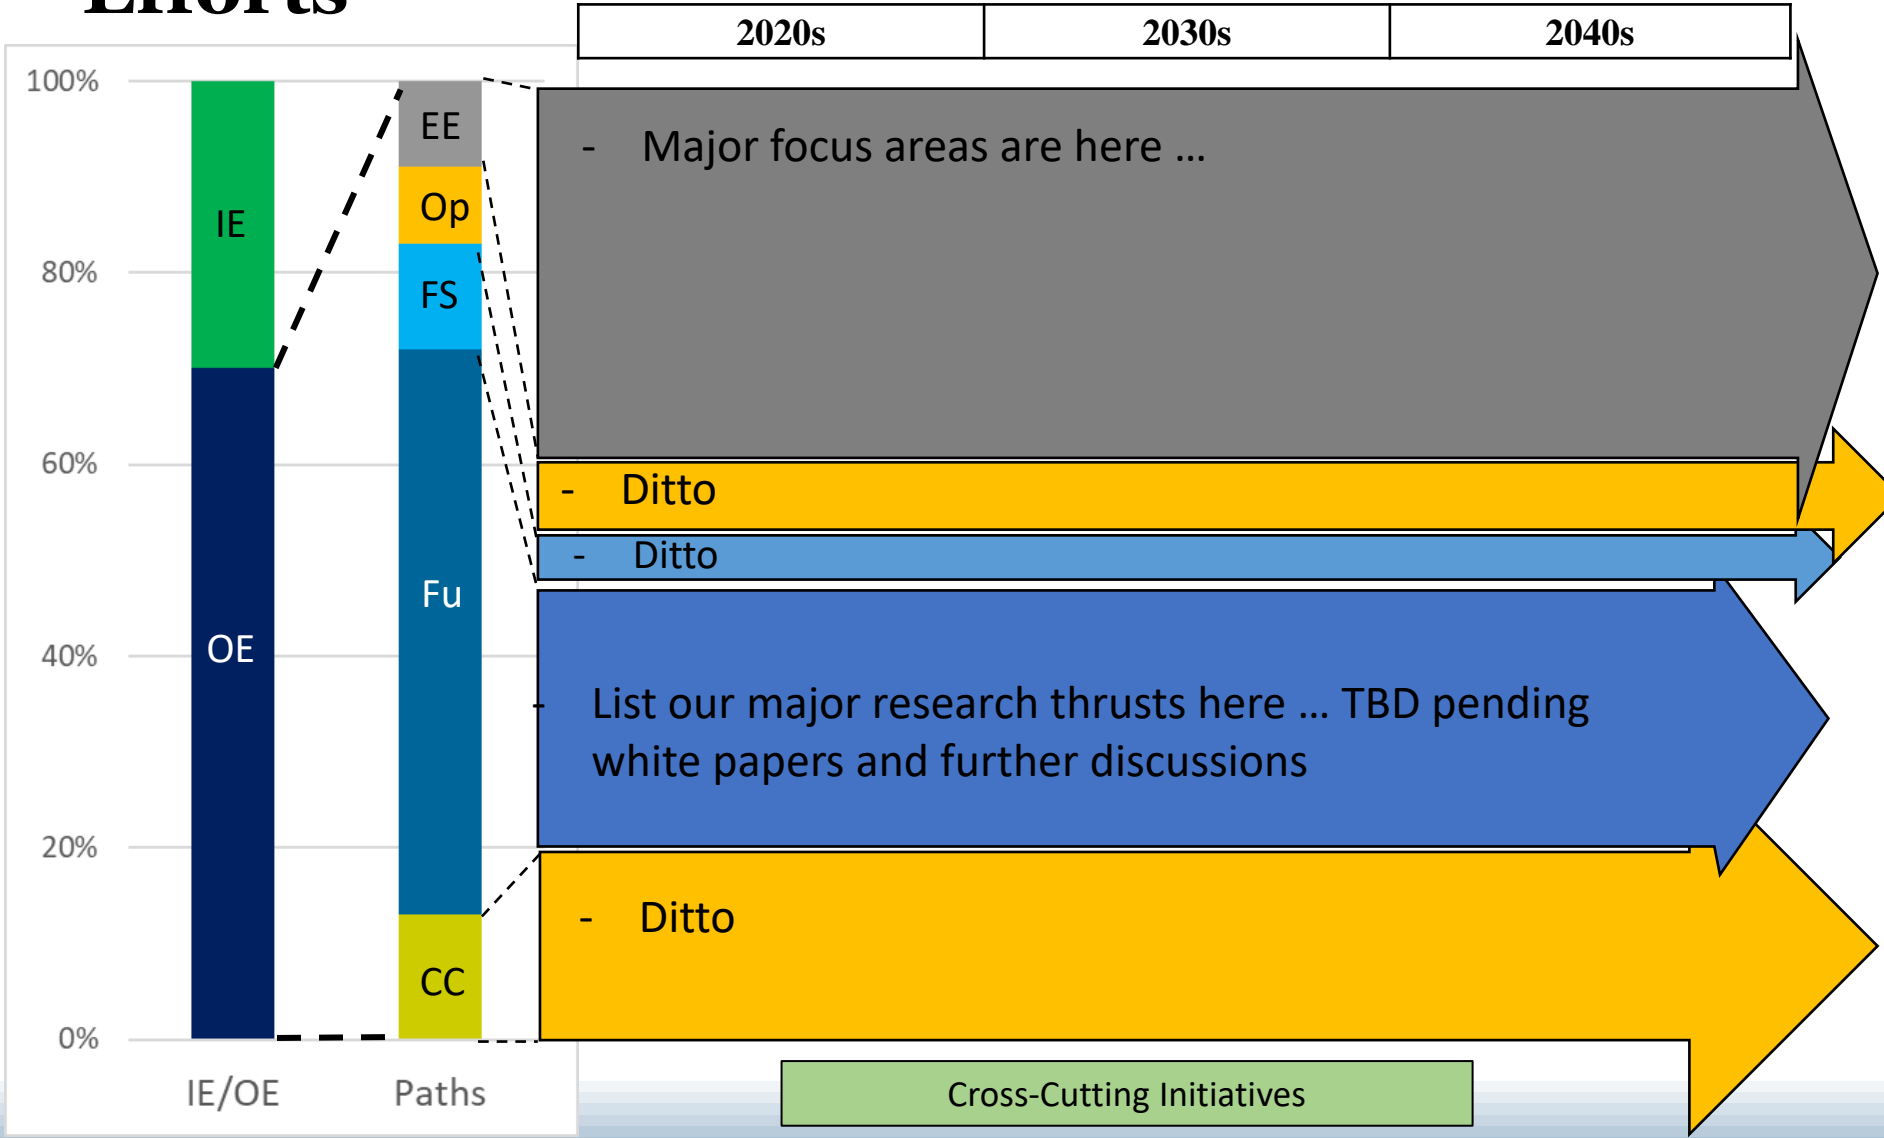 Efforts
2020s 2030s 2040s
100%
80%
60%
40%
20%
0%
IE
OE
EE
Op
FS
Fu
CC
IE/OE Paths
- Major focus areas are here ...
- Ditto
- Ditto
- List our major research thrusts here ... TBD pending
white papers and further discussions
- Ditto
Cross-Cutting Initiatives